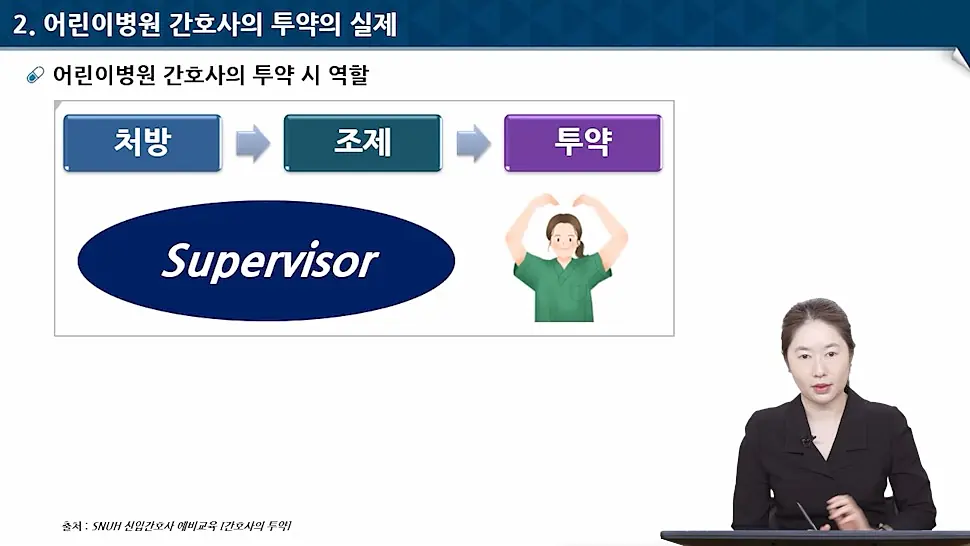 2. 어린이병원 간호사의 투약의 실제
어린이병원 간호사의 투약 시 역할
처방
조제
투약
Supervisor
출처 : SNUH 신입간호사 예비교육 [간호사의 투약]